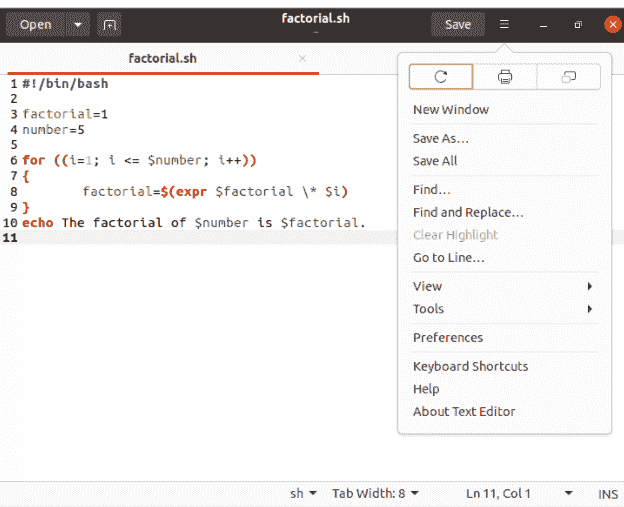 Open
factorial.sh
~
Save
factorial.sh
1 #!/bin/bash
2
3 factorial=1
4 number=5
5
6 for ((i=1; i <= $number; i++))
7 {
8         factorial=$(expr $factorial \* $i)
9 }
10 echo The factorial of $number is $factorial.
11
New Window
Save As...
Save All
Find...
Find and Replace...
Clear Highlight
Go to Line...
View
Tools
Preferences
Keyboard Shortcuts
Help
About Text Editor
sh Tab Width: 8 Ln 11, Col 1 INS